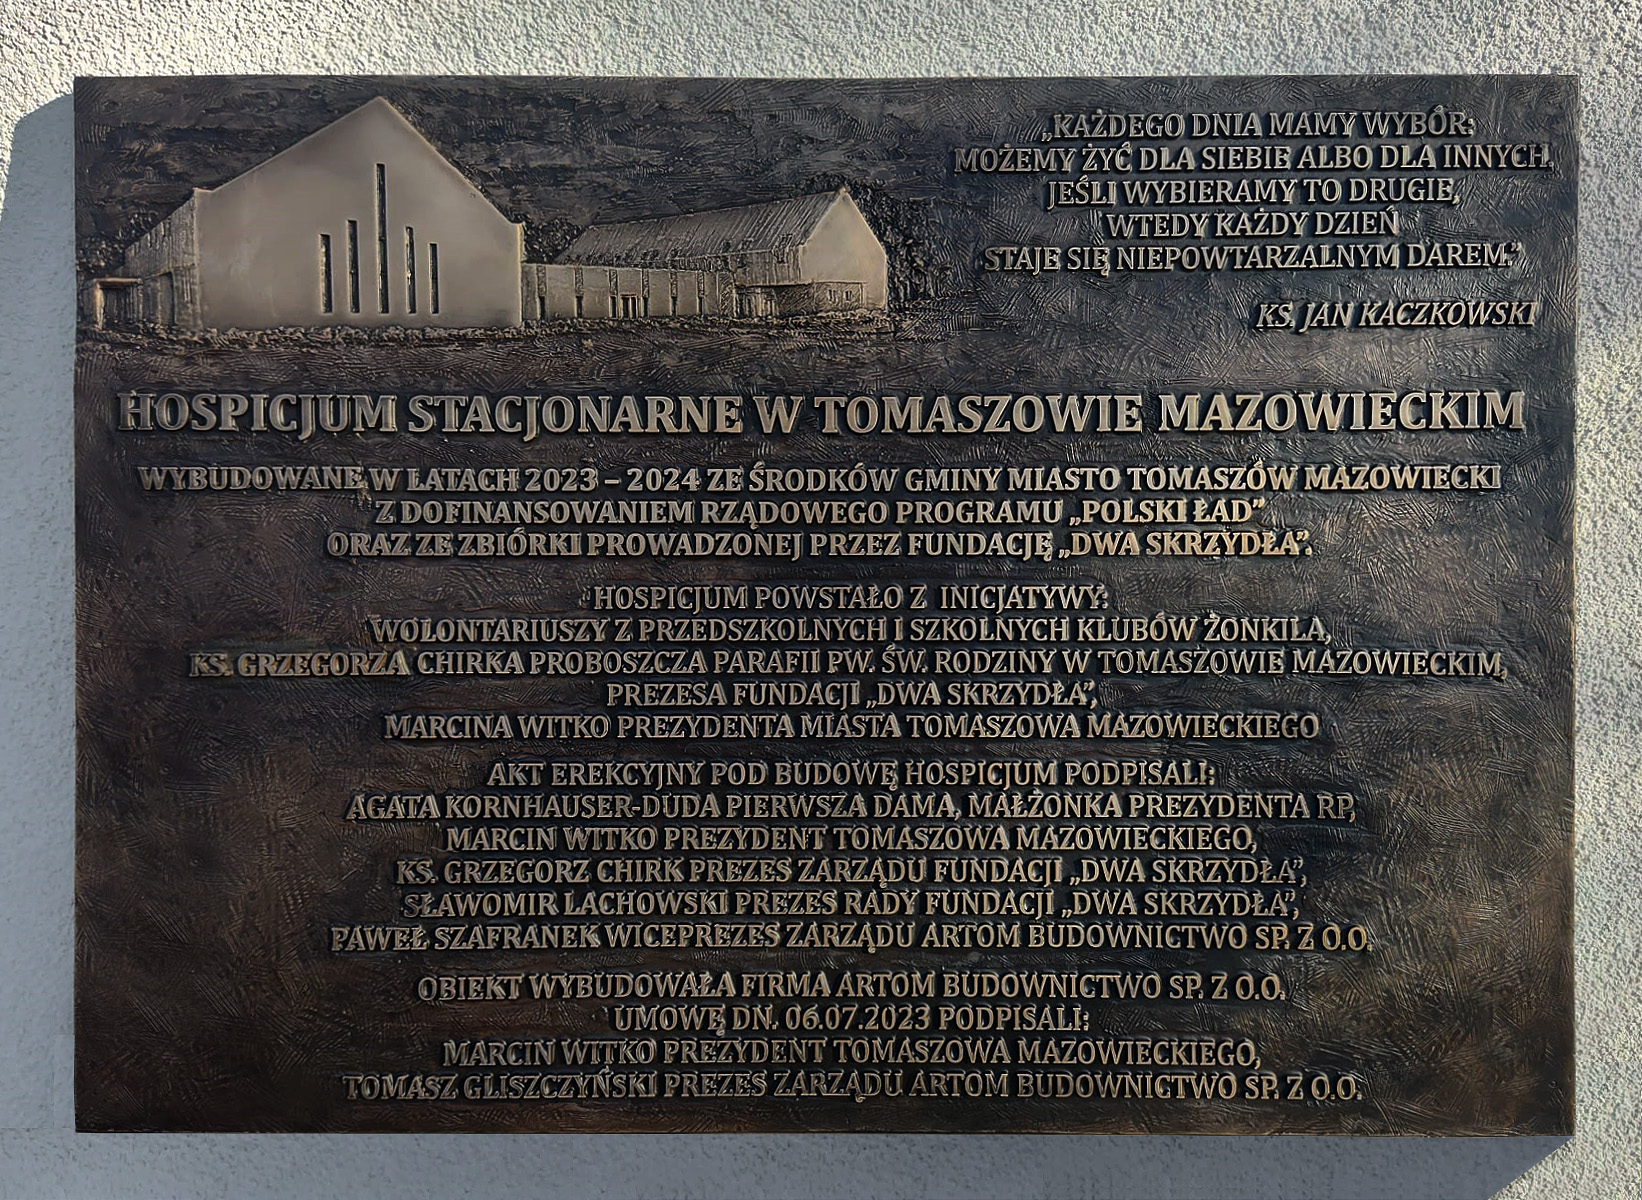 „KAŻDEGO DNIA MAMY WYBÓR:
MOŻEMY ŻYĆ DLA SIEBIE ALBO DLA INNYCH.
JEŚLI WYBIERAMY TO DRUGIE,
WTEDY KAŻDY DZIEŃ
STAJE SIĘ NIEPOWTARZALNYM DAREM.”
KS. JAN KACZKOWSKI
HOSPICJUM STACJONARNE W TOMASZOWIE MAZOWIECKIM
WYBUDOWANE W LATACH 2023 – 2024 ZE ŚRODKÓW GMINY MIASTO TOMASZÓW MAZOWIECKI
Z DOFINANSOWANIEM RZĄDOWEGO PROGRAMU „POLSKI ŁAD”
ORAZ ZE ZBIÓRKI PROWADZONEJ PRZEZ FUNDACJĘ „DWA SKRZYDŁA”.
HOSPICJUM POWSTAŁO Z INICJATYWY:
WOLONTARIUSZY Z PRZEDSZKOLNYCH I SZKOLNYCH KLUBÓW ŻONKILA,
KS. GRZEGORZA CHIRKA PROBOSZCZA PARAFII PW. ŚW. RODZINY W TOMASZOWIE MAZOWIECKIM,
PREZESA FUNDACJI „DWA SKRZYDŁA”,
MARCINA WITKO PREZYDENTA MIASTA TOMASZOWA MAZOWIECKIEGO
AKT EREKCYJNY POD BUDOWĘ HOSPICJUM PODPISALI:
AGATA KORNHAUSER-DUDA PIERWSZA DAMA, MAŁŻONKA PREZYDENTA RP,
MARCIN WITKO PREZYDENT TOMASZOWA MAZOWIECKIEGO,
KS. GRZEGORZ CHIRK PREZES ZARZĄDU FUNDACJI „DWA SKRZYDŁA”,
SŁAWOMIR LACHOWSKI PREZES RADY FUNDACJI „DWA SKRZYDŁA”,
PAWEŁ SZAFRANEK WICEPREZES ZARZĄDU ARTOM BUDOWNICTWO SP. Z O.O.
OBIEKT WYBUDOWAŁA FIRMA ARTOM BUDOWNICTWO SP. Z O.O.
UMOWĘ DN. 06.07.2023 PODPISALI:
MARCIN WITKO PREZYDENT TOMASZOWA MAZOWIECKIEGO,
TOMASZ GLISZCZYŃSKI PREZES ZARZĄDU ARTOM BUDOWNICTWO SP. Z O.O.